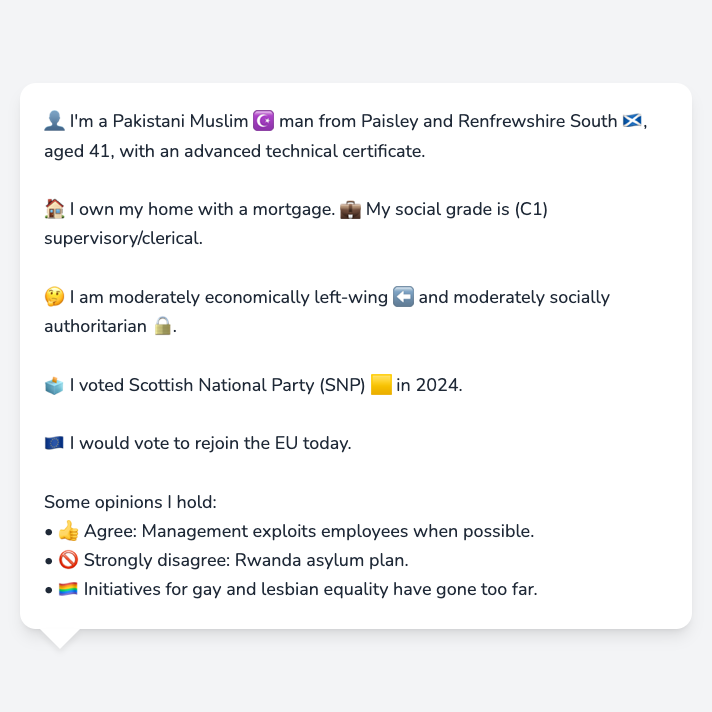 👤 I'm a Pakistani Muslim ☪️ man from Paisley and Renfrewshire South 🏴󠁧󠁢󠁳󠁣󠁴󠁿,
aged 41, with an advanced technical certificate.
🏠 I own my home with a mortgage. 💼 My social grade is (C1)
supervisory/clerical.
🤔 I am moderately economically left-wing ⬅️ and moderately socially
authoritarian 🔒.
🗳️ I voted Scottish National Party (SNP) 🟨 in 2024.
🇪🇺 I would vote to rejoin the EU today.
Some opinions I hold:
• 👍 Agree: Management exploits employees when possible.
• 🚫 Strongly disagree: Rwanda asylum plan.
• 🏳️‍🌈 Initiatives for gay and lesbian equality have gone too far.